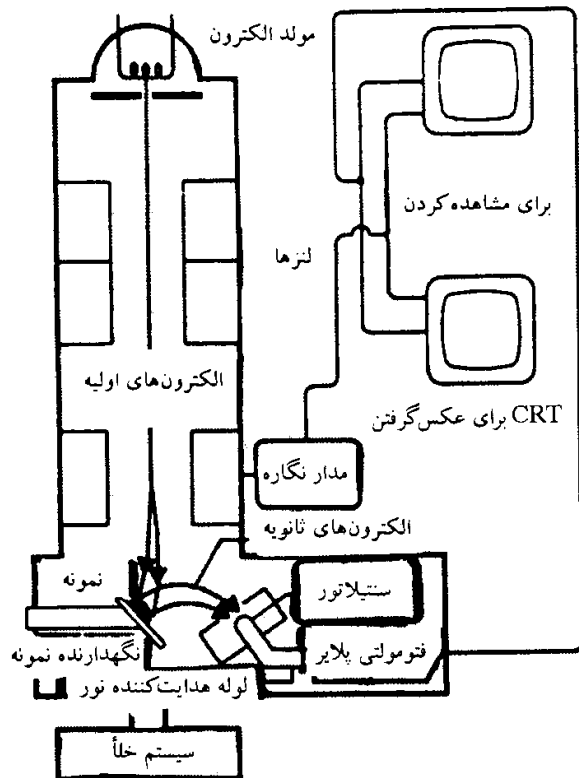 مولد الکترون
برای مشاهده کردن
لنزها
الکترون‌های اولیه
CRT برای عکس‌گرفتن
مدار نگاره
الکترون‌های ثانویه
نمونه
سنتیلاتور
نگهدارنده نمونه
فتومولتی پلایر
لوله هدایت‌کننده نور
سیستم خلأ